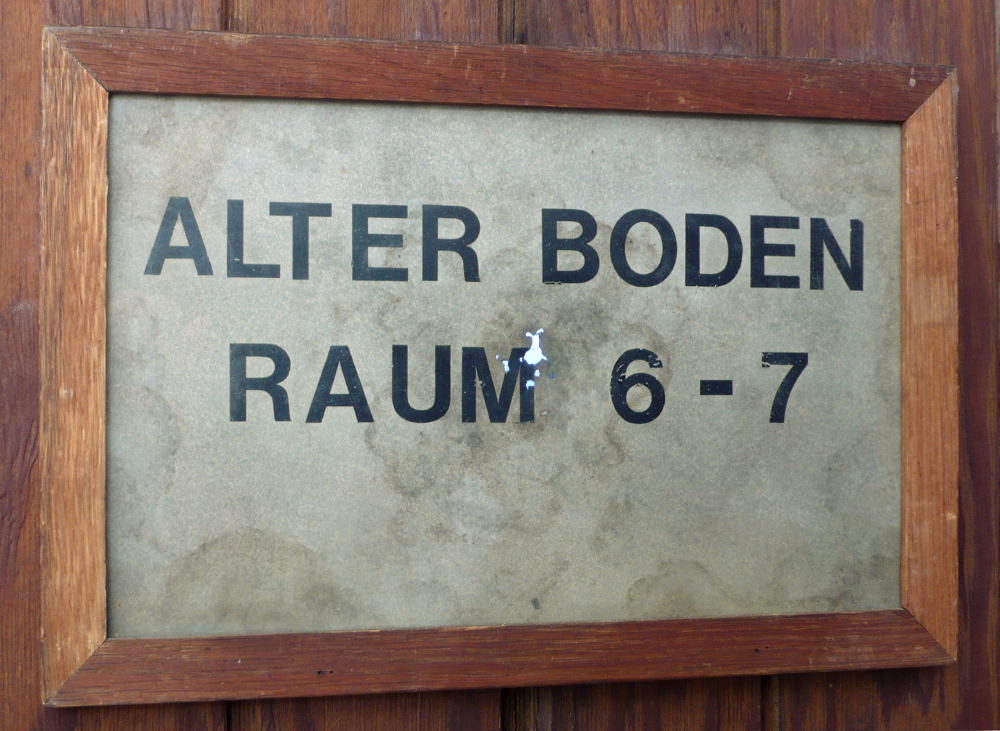 ALTER BODEN
RAUM 6 - 7